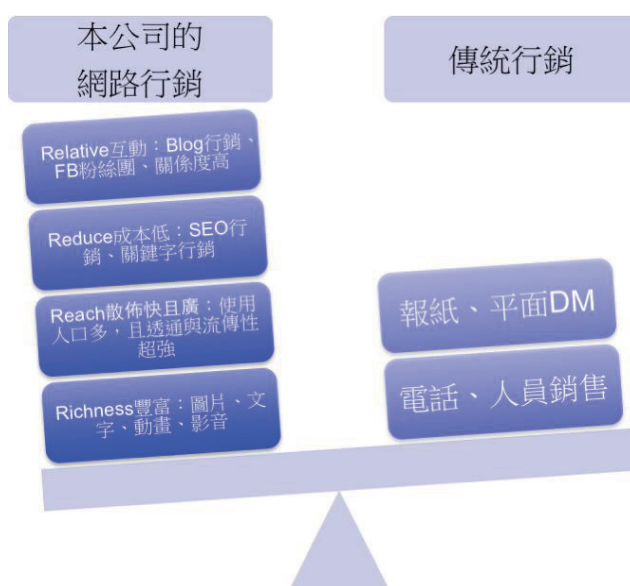 本公司的
網路行銷
傳統行銷
Relative互動：Blog行銷、
FB粉絲團、關係度高
Reduce成本低：SEO行
銷、關鍵字行銷
Reach散佈快且廣：使用
人口多，且透通與流傳性
超強
Richness豐富：圖片、文
字、動畫、影音
報紙、平面DM
電話、人員銷售